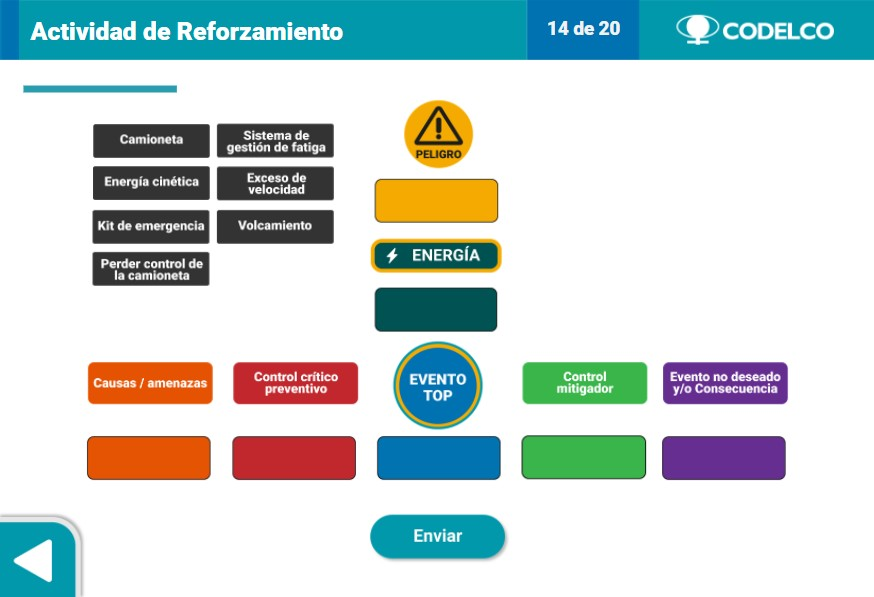 Actividad de Reforzamiento
14 de 20
CODELCO
Camioneta
Sistema de
gestión de fatiga
Energía cinética
Exceso de
velocidad
Kit de emergencia
Volcamiento
Perder control de
la camioneta
PELIGRO
ENERGÍA
Causas / amenazas
Control crítico
preventivo
EVENTO
TOP
Control
mitigador
Evento no deseado
y/o Consecuencia
Enviar